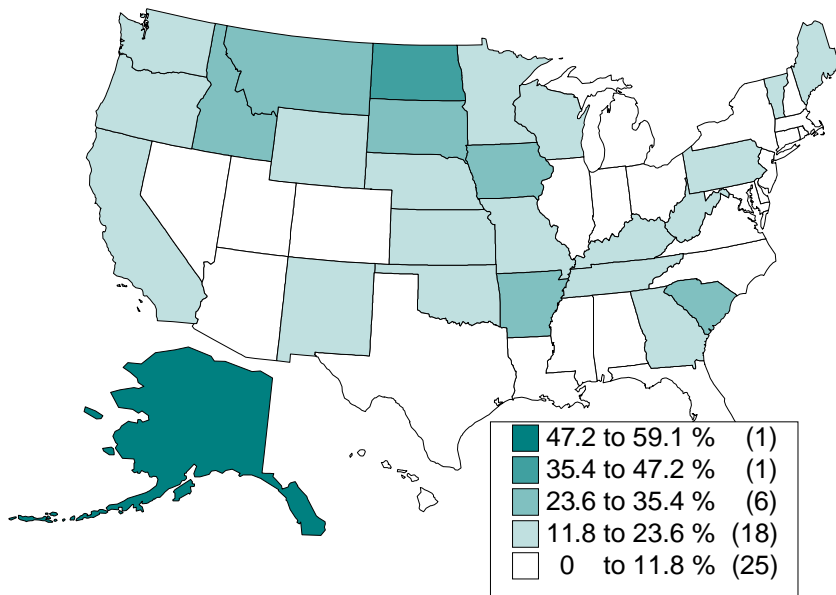 47.2 to 59.1 % (1)
35.4 to 47.2 % (1)
23.6 to 35.4 % (6)
11.8 to 23.6 % (18)
0 to 11.8 % (25)